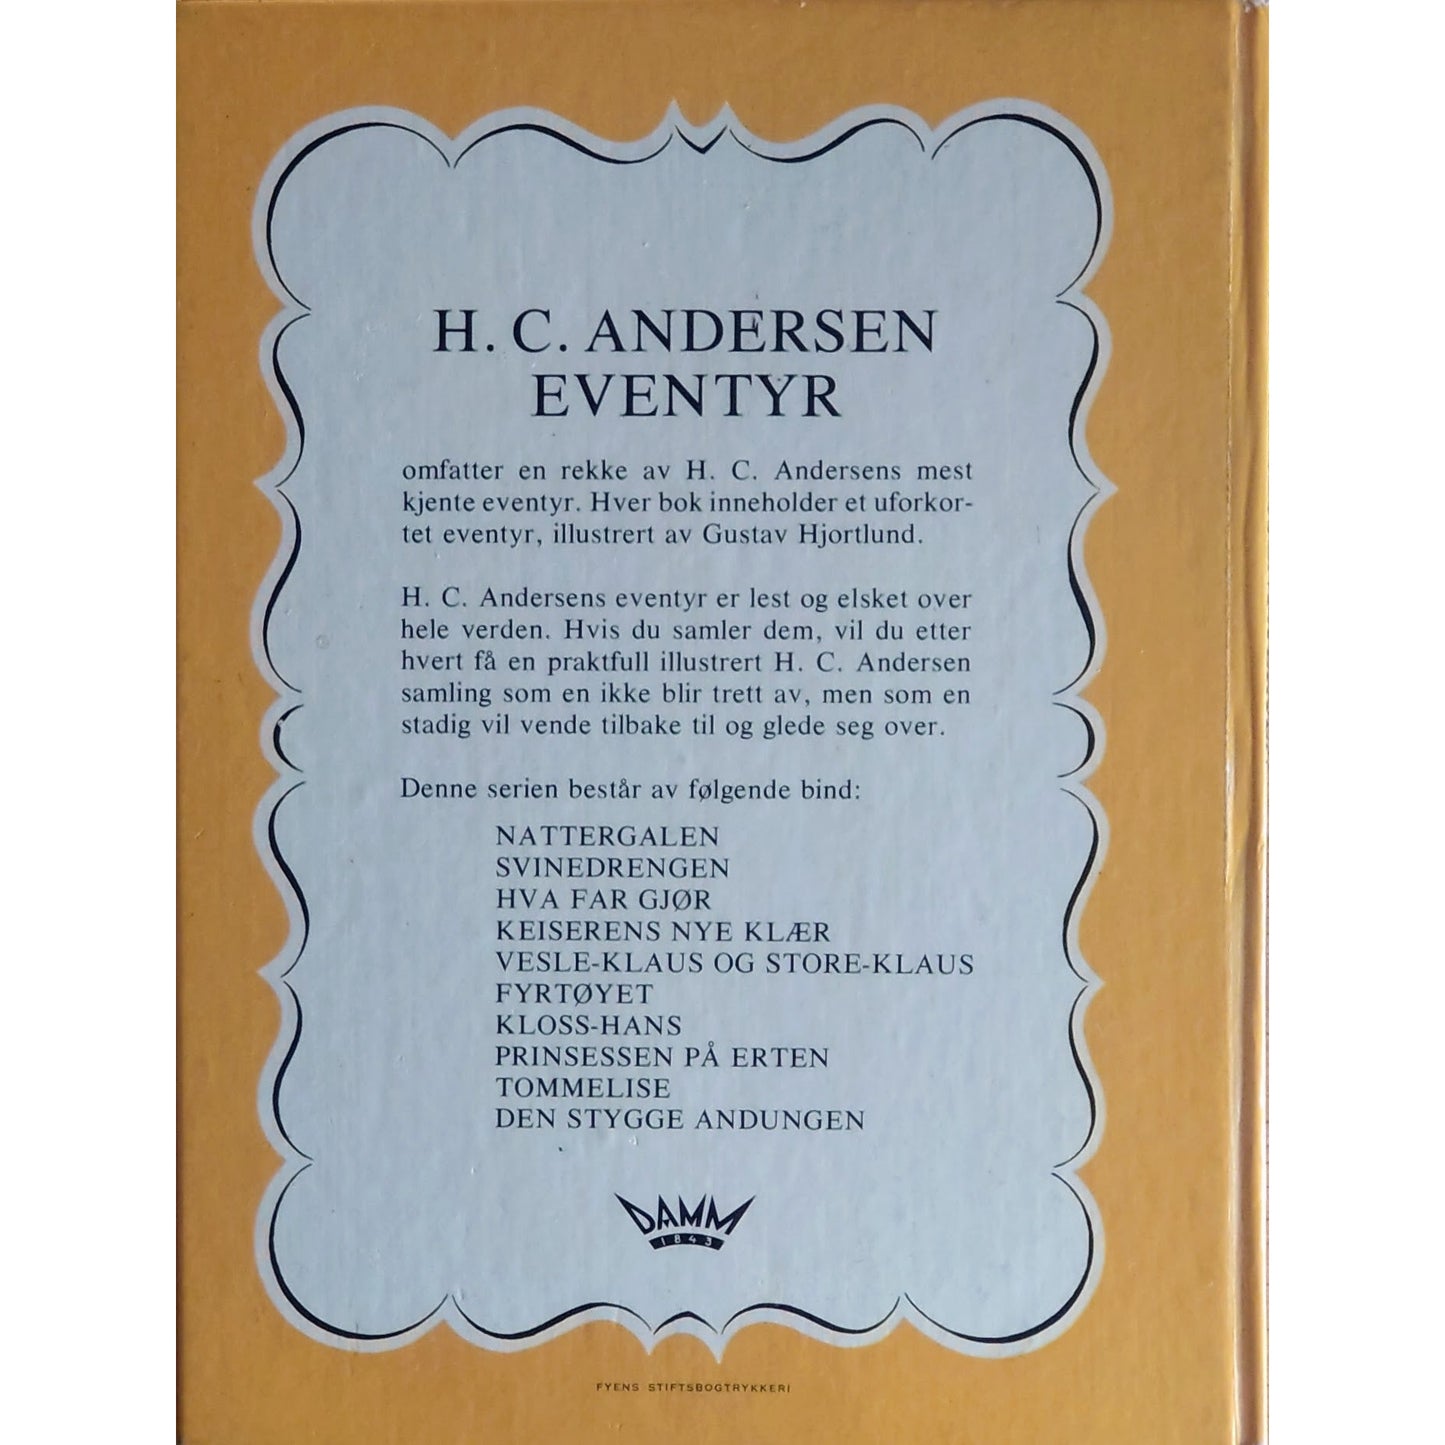 H. C. ANDERSEN
EVENTYR
omfatter en rekke av H. C. Andersens mest
kjente eventyr. Hver bok inneholder et uforkor-
tet eventyr, illustrert av Gustav Hjortlund.
H. C. Andersens eventyr er lest og elsket over
hele verden. Hvis du samler dem, vil du etter
hvert få en praktfull illustrert H. C. Andersen
samling som en ikke blir trett av, men som en
stadig vil vende tilbake til og glede seg over.
Denne serien består av følgende bind:
NATTERGALEN
SVINEDRENGEN
HVA FAR GJØR
KEISERENS NYE KLÆR
VESLE-KLAUS OG STORE-KLAUS
FYRTØYET
KLOSS-HANS
PRINSESSEN PÅ ERTEN
TOMMELISE
DEN STYGGE ANDUNGEN
DAMM
1843
FYENS STIFTSBOGTRYKKERI